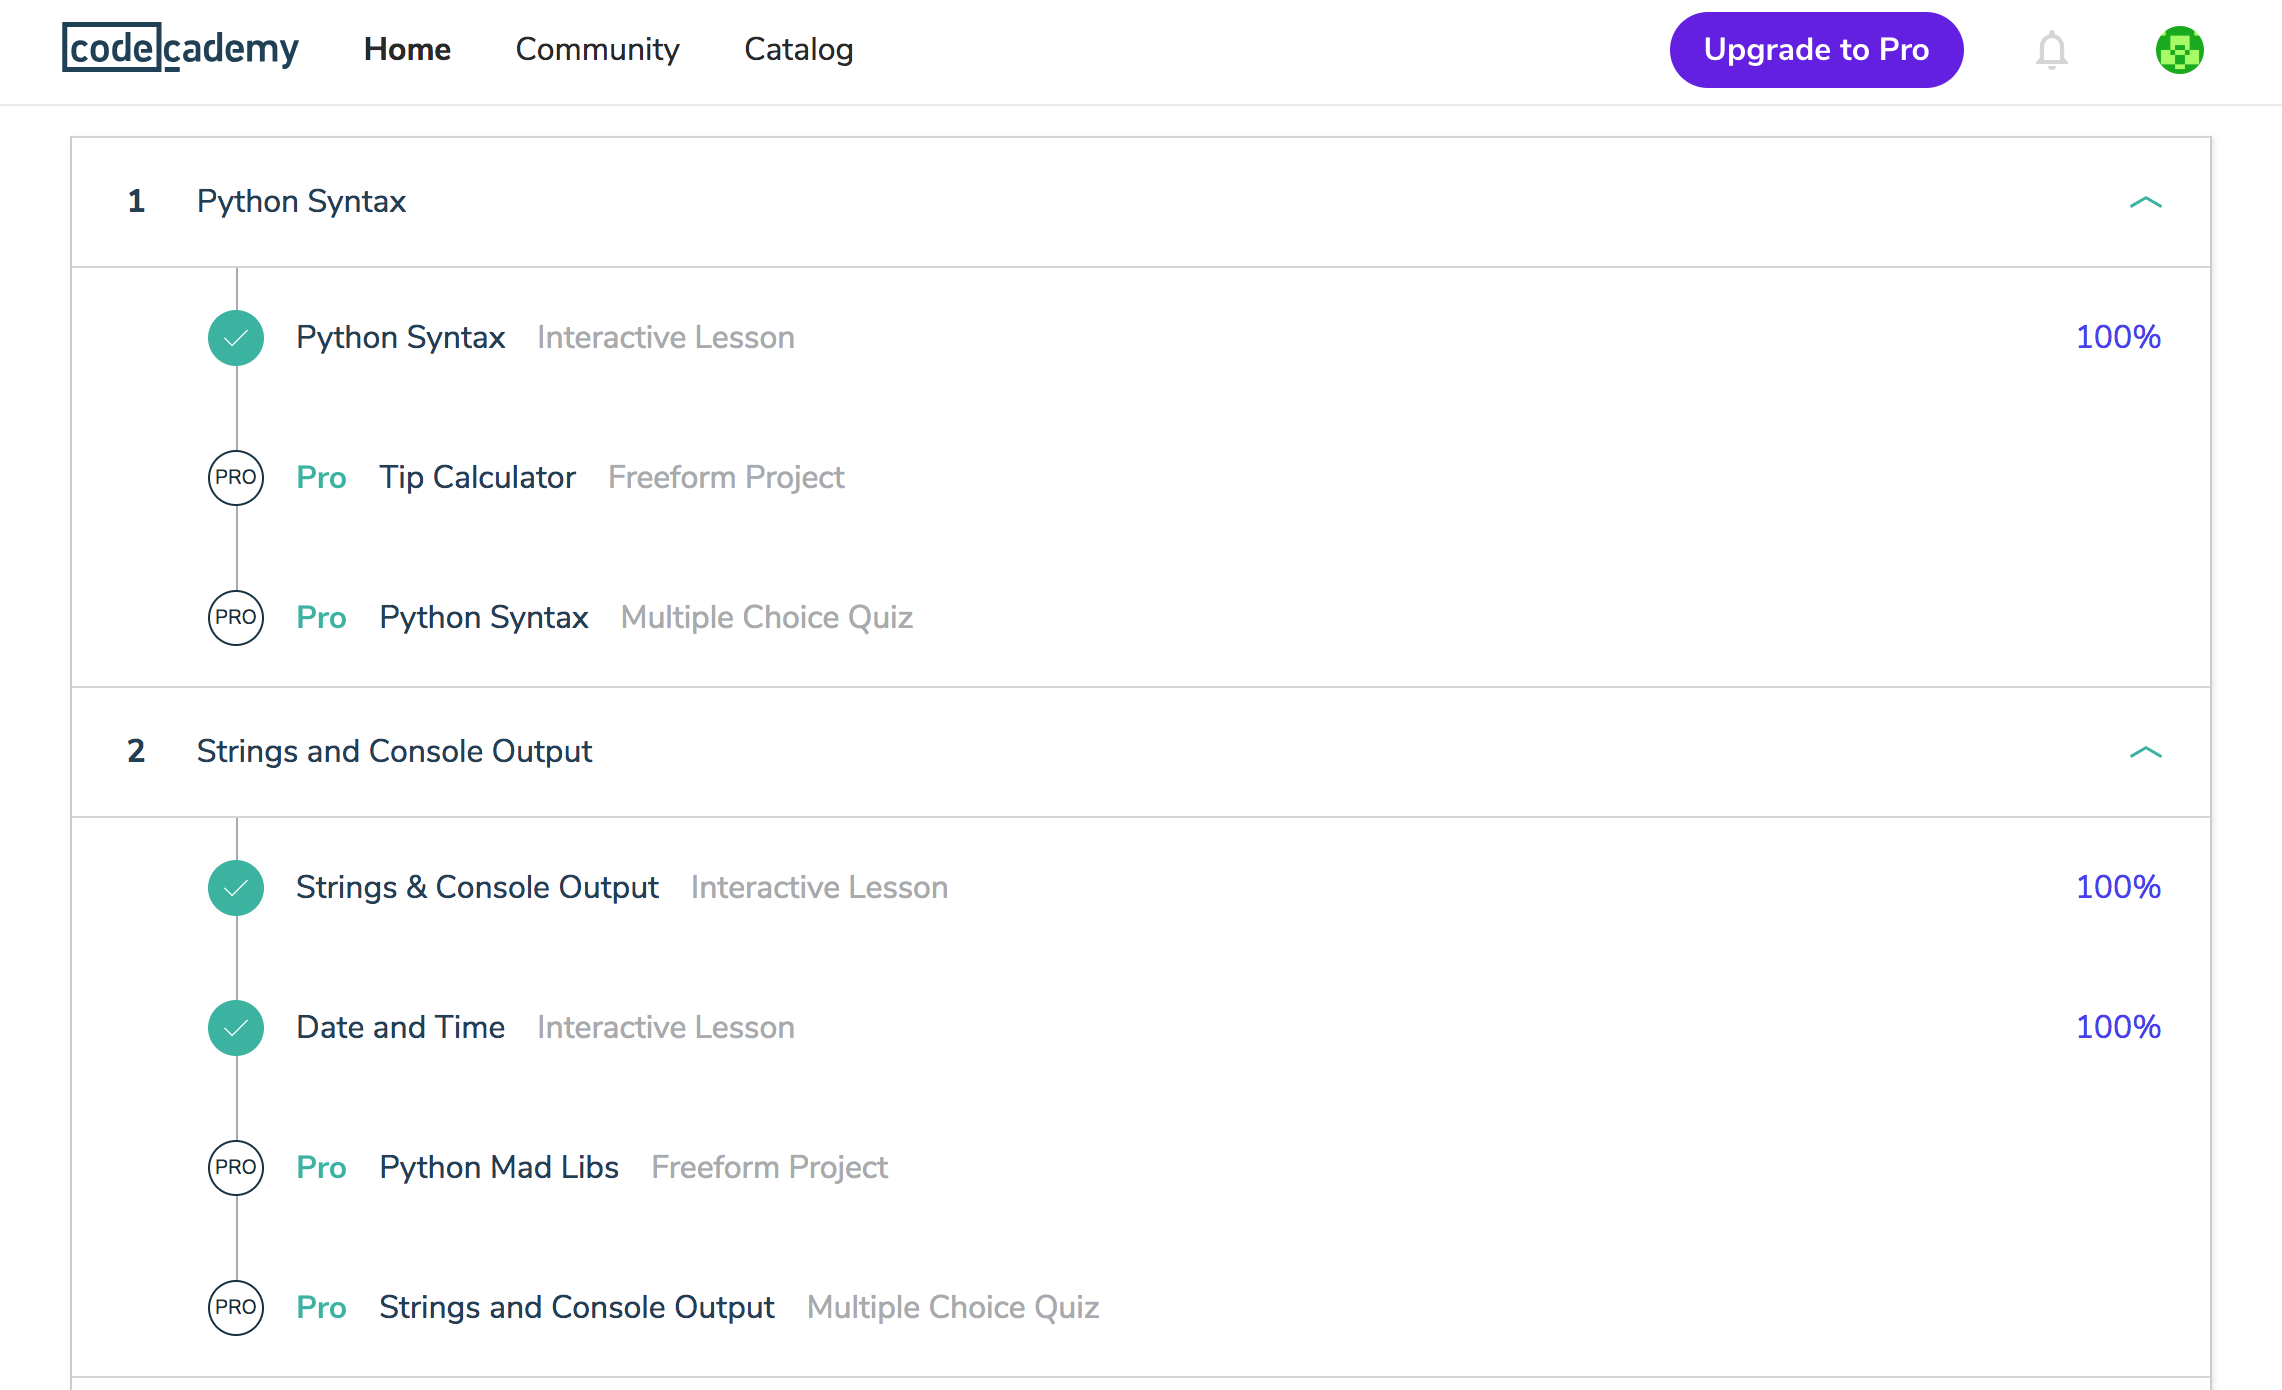 codecademy Home Community Catalog Upgrade to Pro
1 Python Syntax
Python Syntax Interactive Lesson 100%
PRO Pro Tip Calculator Freeform Project
PRO Pro Python Syntax Multiple Choice Quiz
2 Strings and Console Output
Strings & Console Output Interactive Lesson 100%
Date and Time Interactive Lesson 100%
PRO Pro Python Mad Libs Freeform Project
PRO Pro Strings and Console Output Multiple Choice Quiz